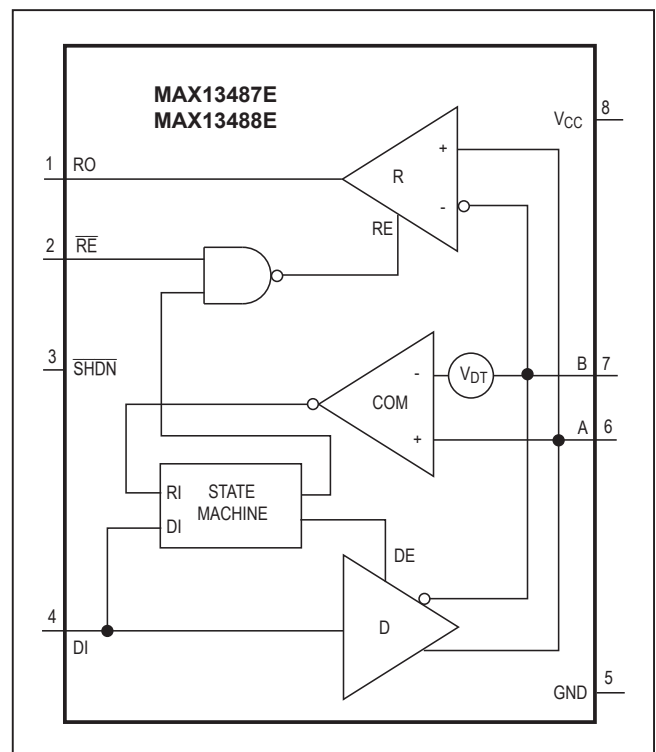 MAX13487E
MAX13488E
8
VCC
1
RO
+
R
-
RE
2
RE
3
SHDN
-
VDT
B
7
COM
A
6
+
RI
STATE
MACHINE
DI
DE
4
DI
D
5
GND